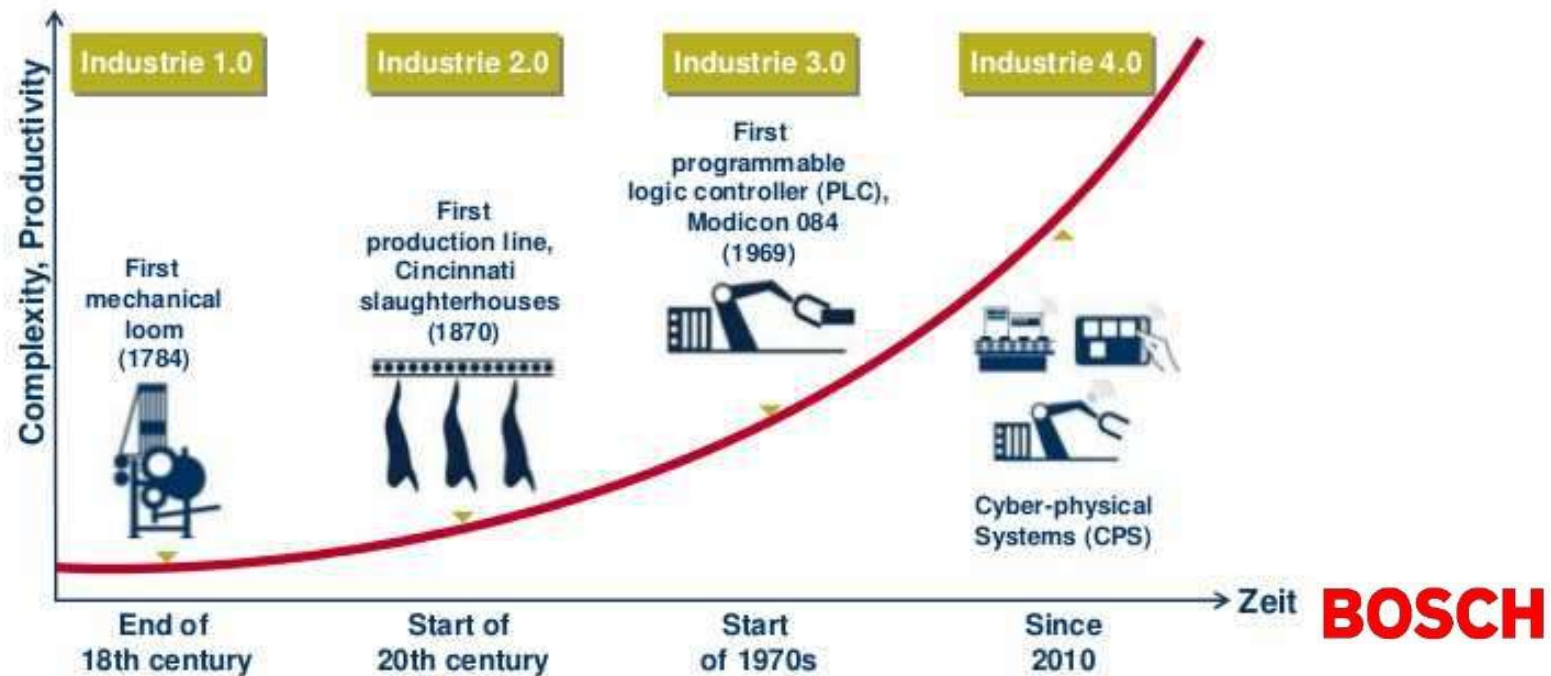 Complexity, Productivity
Industrie 1.0
Industrie 2.0
Industrie 3.0
Industrie 4.0
First
mechanical
loom
(1784)
First
production line,
Cincinnati
slaughterhouses
(1870)
First
programmable
logic controller (PLC),
Modicon 084
(1969)
Cyber-physical
Systems (CPS)
End of
18th century
Start of
20th century
Start
of 1970s
Since
2010
Zeit
BOSCH